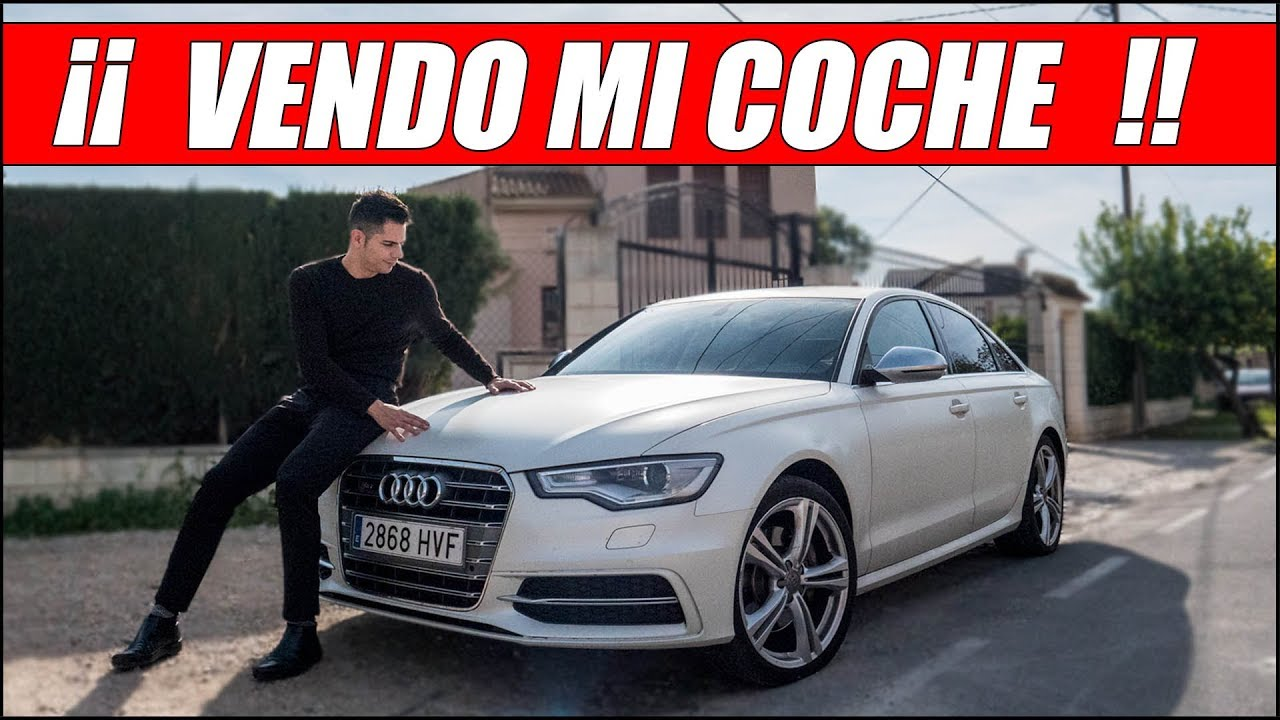 ¡¡ VENDO MI COCHE !!
2868 HVF
E